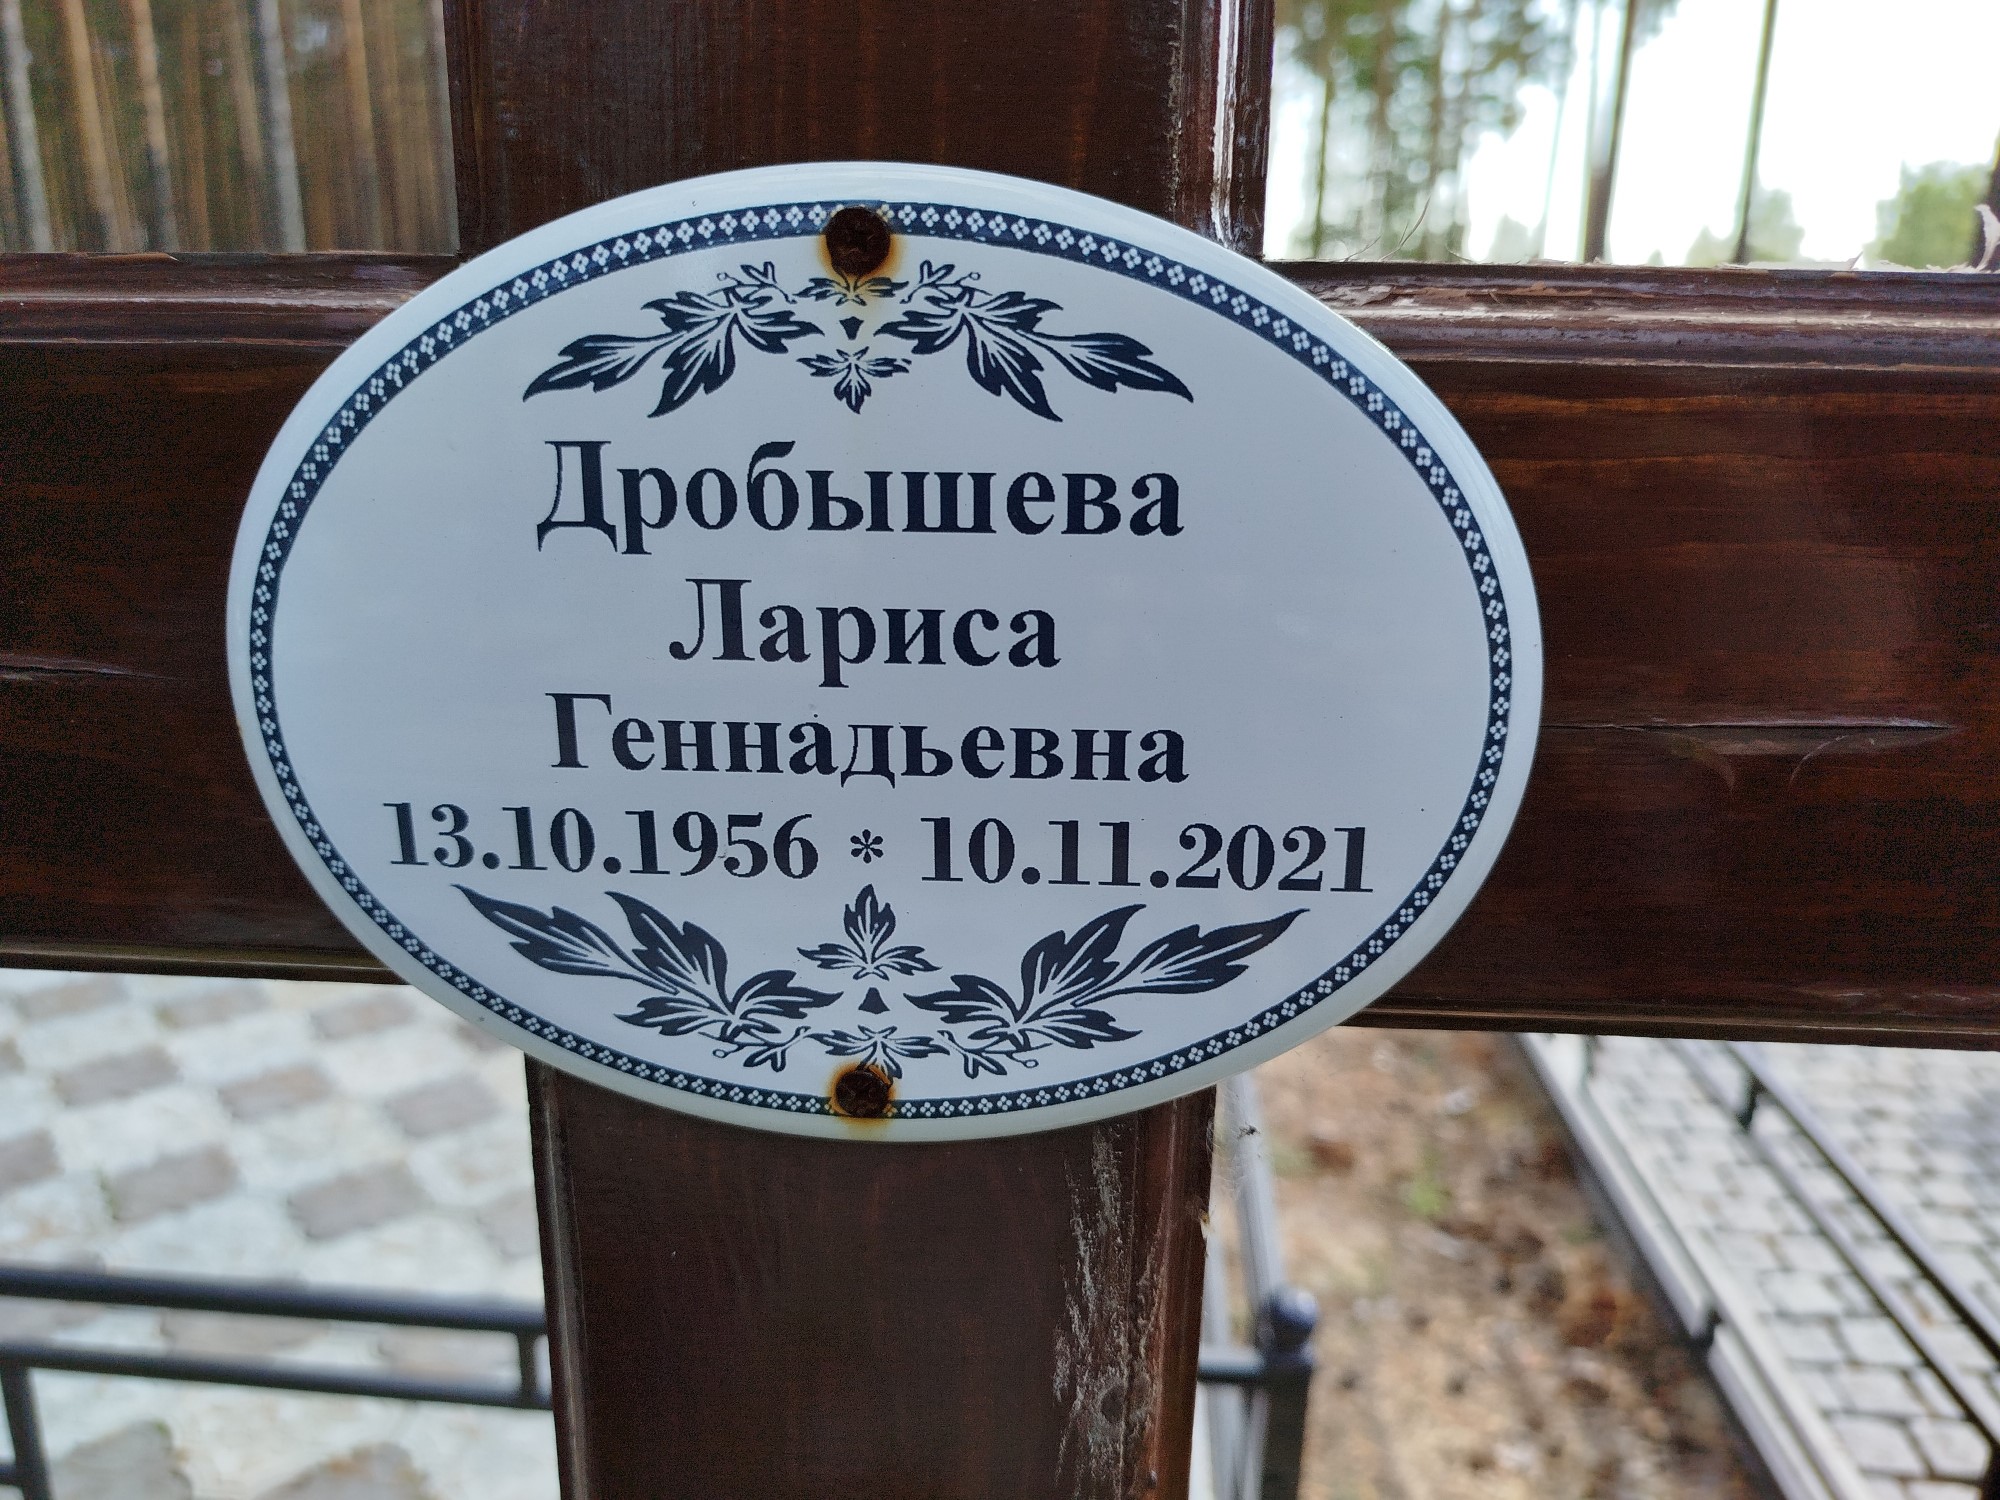 Дробышева
Лариса
Геннадьевна
13.10.1956 * 10.11.2021